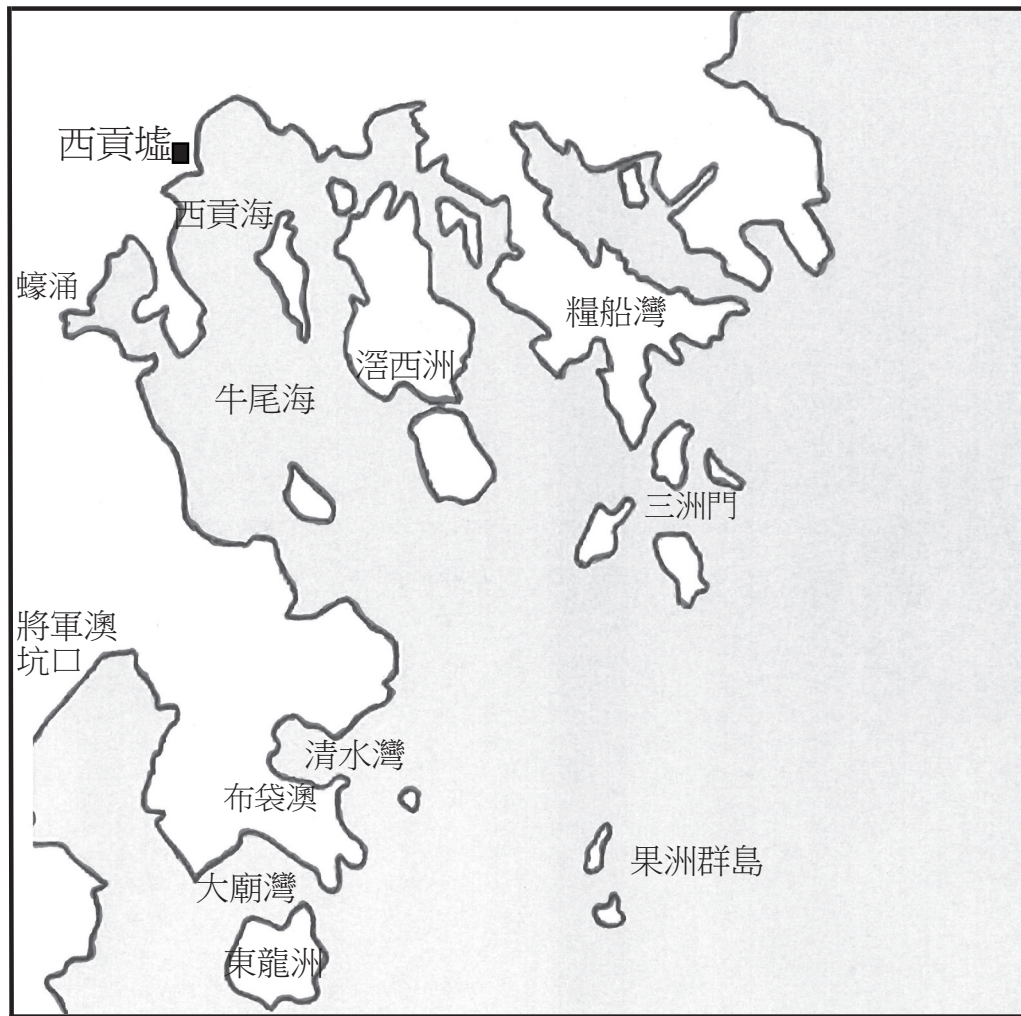 西貢墟
西貢海
蠔涌
糧船灣
滘西洲
牛尾海
三洲門
將軍澳
坑口
清水灣
布袋澳
果洲群島
大廟灣
東龍洲